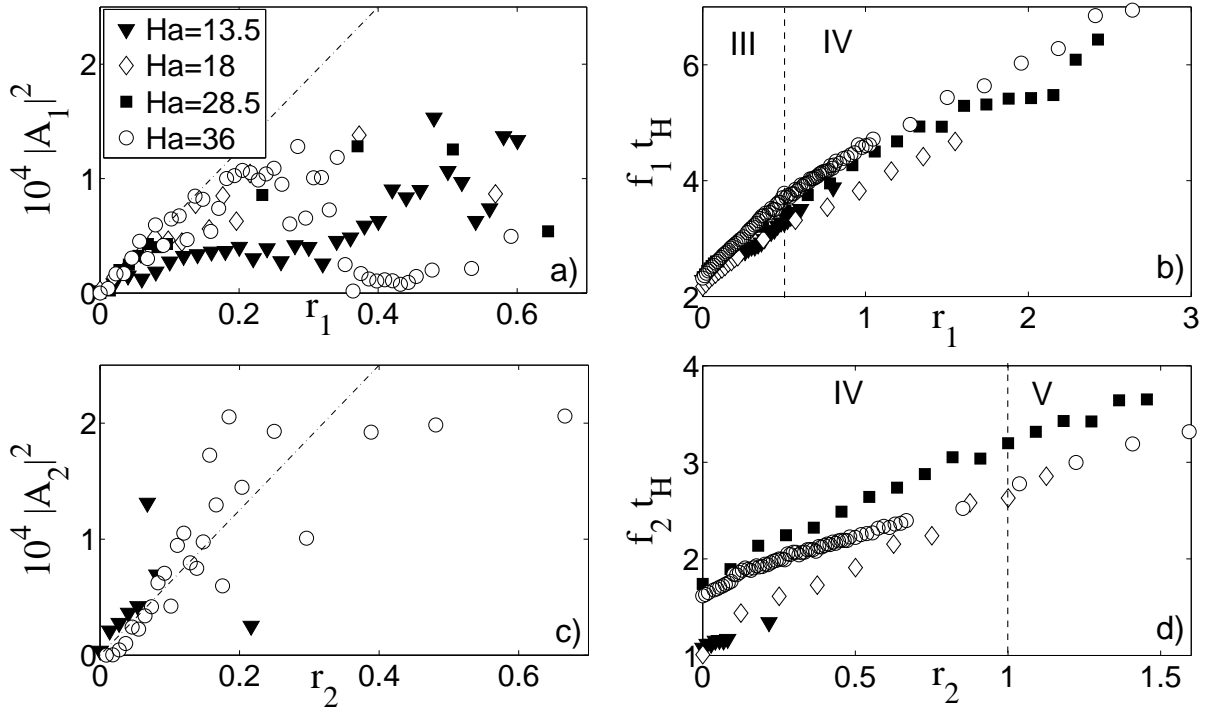 10^4 |A_1|^2
2
1
0
Ha=13.5
Ha=18
Ha=28.5
Ha=36
a)
0 0.2 0.4 0.6
r_1
f_1 t_H
6
4
2
III IV
b)
0 1 2 3
r_1
10^4 |A_2|^2
2
1
0
c)
0 0.2 0.4 0.6
r_2
f_2 t_H
4
3
2
1
IV V
d)
0 0.5 1 1.5
r_2